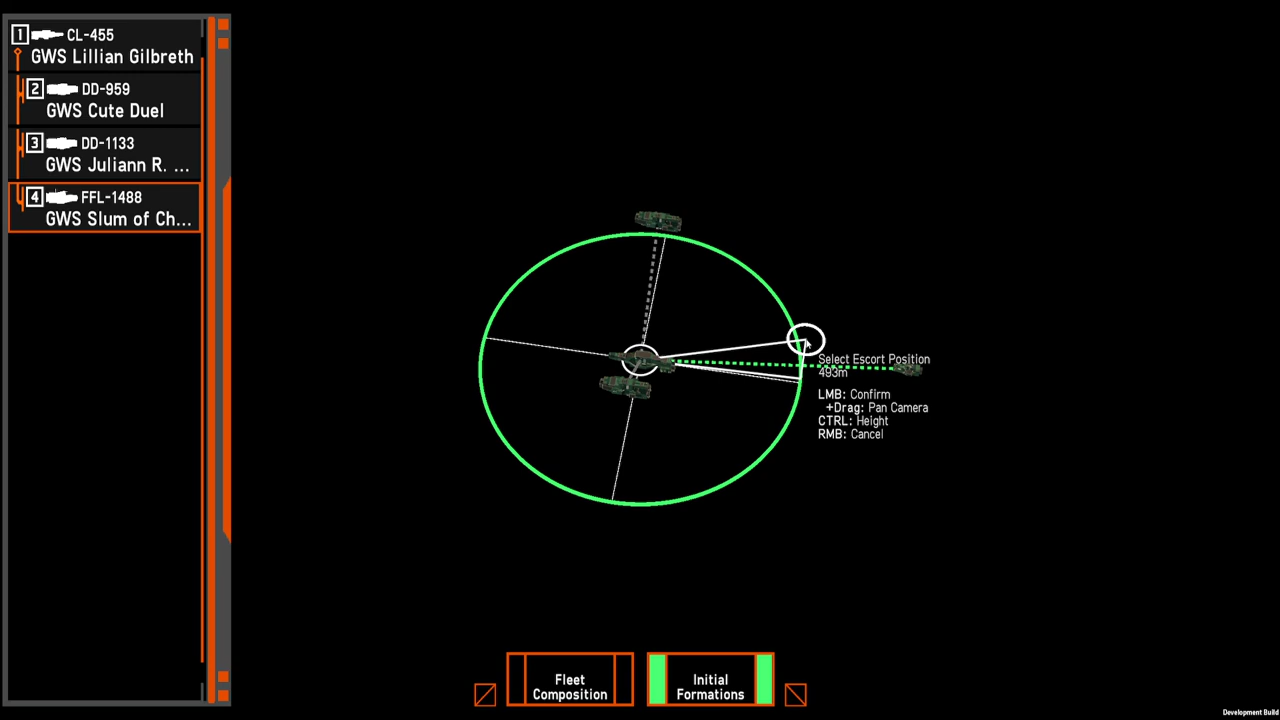 1 CL-455
GWS Lillian Gilbreth
2 DD-959
GWS Cute Duel
3 DD-1133
GWS Juliann R. ...
4 FFL-1488
GWS Slum of Ch...
Select Escort Position
493m
LMB: Confirm
+Drag: Pan Camera
CTRL: Height
RMB: Cancel
Fleet
Composition
Initial
Formations
Development Build